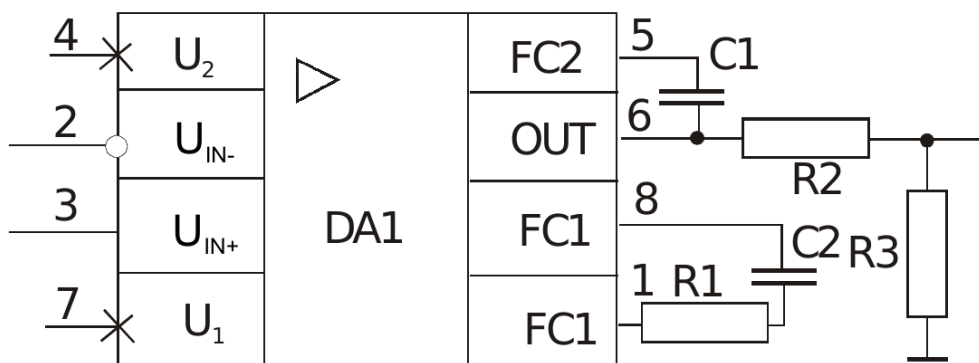 4 U2 FC2 5 C1
2 UIN- OUT 6 R2
3 UIN+ DA1 FC1 8 C2 R3
7 U1 FC1 1 R1